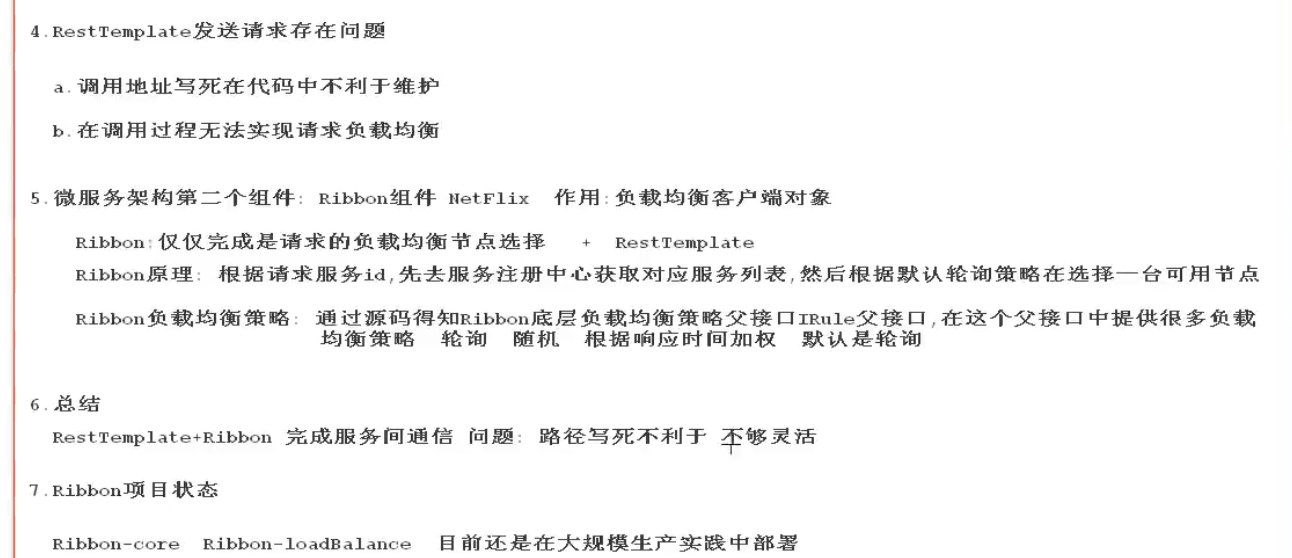 4.RestTemplate发送请求存在问题
a.调用地址写死在代码中不利于维护
b.在调用过程无法实现请求负载均衡
5.微服务架构第二个组件: Ribbon组件 NetFlix 作用:负载均衡客户端对象
Ribbon:仅仅完成是请求的负载均衡节点选择 + RestTemplate
Ribbon原理: 根据请求服务id,先去服务注册中心获取对应服务列表,然后根据默认轮询策略在选择一台可用节点
Ribbon负载均衡策略: 通过源码得知Ribbon底层负载均衡策略父接口IRule父接口,在这个父接口中提供很多负载
均衡策略 轮询 随机 根据响应时间加权 默认是轮询
6.总结
RestTemplate+Ribbon 完成服务间通信 问题: 路径写死不利于 不够灵活
7.Ribbon项目状态
Ribbon-core Ribbon-loadBalance 目前还是在大规模生产实践中部署